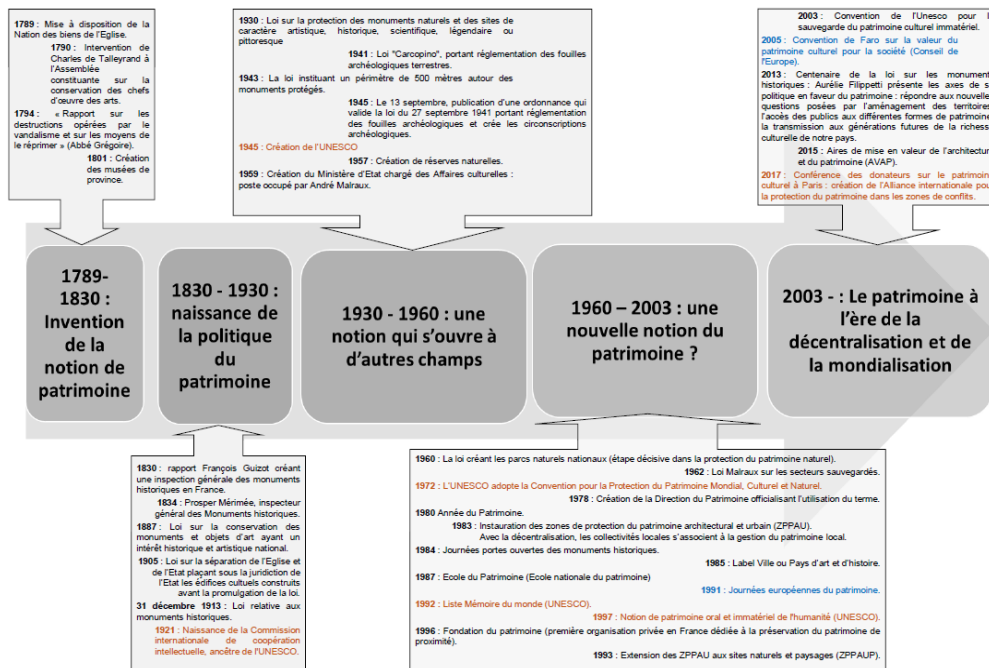 1789: Mise à disposition de la
Nation des biens de l'Eglise.
1790 : Intervention de
Charles de Talleyrand à
l'Assemblée
constituante sur la
conservation des chefs
d'œuvre des arts.
1794 : « Rapport sur les
destructions opérées par le
vandalisme et sur les moyens de
le réprimer » (Abbé Grégoire).
1801 : Création
des musées de
province.
1930 : Loi sur la protection des monuments naturels et des sites de
caractère artistique, historique, scientifique, légendaire ou
pittoresque
1941 : Loi "Carcopino", portant réglementation des fouilles
archéologiques terrestres.
1943 : La loi instituant un périmètre de 500 mètres autour des
monuments protégés.
1945 : Le 13 septembre, publication d'une ordonnance qui
valide la loi du 27 septembre 1941 portant réglementation
des fouilles archéologiques et crée les circonscriptions
archéologiques.
1945 : Création de l'UNESCO
1957 : Création de réserves naturelles.
1959 : Création du Ministère d'Etat chargé des Affaires culturelles :
poste occupé par André Malraux.
2003 : Convention de l'Unesco pour l
sauvegarde du patrimoine culturel immatériel.
2005 : Convention de Faro sur la valeur du
patrimoine culturel pour la société (Conseil de
l'Europe).
2013 : Centenaire de la loi sur les monument
historiques : Aurélie Filippetti présente les axes de s
politique en faveur du patrimoine : répondre aux nouvelle
questions posées par l'aménagement des territoires
l'accès des publics aux différentes formes de patrimoine
la transmission aux générations futures de la richess
culturelle de notre pays.
2015 : Aires de mise en valeur de l'architectur
et du patrimoine (AVAP).
2017 : Conférence des donateurs sur le patrimoin
culturel à Paris : création de l'Alliance internationale pou
la protection du patrimoine dans les zones de conflits.
1789-
1830 :
Invention
de la
notion de
patrimoine
1830 - 1930 :
naissance de
la politique
du
patrimoine
1930 - 1960 : une
notion qui s'ouvre à
d'autres champs
1960 – 2003 : une
nouvelle notion du
patrimoine ?
2003 - : Le patrimoine à
l'ère de la
décentralisation et de
la mondialisation
1830 : rapport François Guizot créant
une inspection générale des monuments
historiques en France.
1834 : Prosper Mérimée, inspecteur
général des Monuments historiques.
1887 : Loi sur la conservation des
monuments et objets d'art ayant un
intérêt historique et artistique national.
1905 : Loi sur la séparation de l'Eglise et
de l'Etat plaçant sous la juridiction de
l'Etat les édifices cultuels construits
avant la promulgation de la loi.
31 décembre 1913 : Loi relative aux
monuments historiques.
1921 : Naissance de la Commission
internationale de coopération
intellectuelle, ancêtre de l'UNESCO.
1960 : La loi créant les parcs naturels nationaux (étape décisive dans la protection du patrimoine naturel).
1962 : Loi Malraux sur les secteurs sauvegardés.
1972 : L'UNESCO adopte la Convention pour la Protection du Patrimoine Mondial, Culturel et Naturel.
1978 : Création de la Direction du Patrimoine officialisant l'utilisation du terme.
1980 Année du Patrimoine.
1983 : Instauration des zones de protection du patrimoine architectural et urbain (ZPPAU).
Avec la décentralisation, les collectivités locales s'associent à la gestion du patrimoine local.
1984 : Journées portes ouvertes des monuments historiques.
1985 : Label Ville ou Pays d'art et d'histoire.
1987 : Ecole du Patrimoine (Ecole nationale du patrimoine)
1991 : Journées européennes du patrimoine.
1992 : Liste Mémoire du monde (UNESCO).
1997 : Notion de patrimoine oral et immatériel de l'humanité (UNESCO).
1996 : Fondation du patrimoine (première organisation privée en France dédiée à la préservation du patrimoine de
proximité).
1993 : Extension des ZPPAU aux sites naturels et paysages (ZPPAUP).